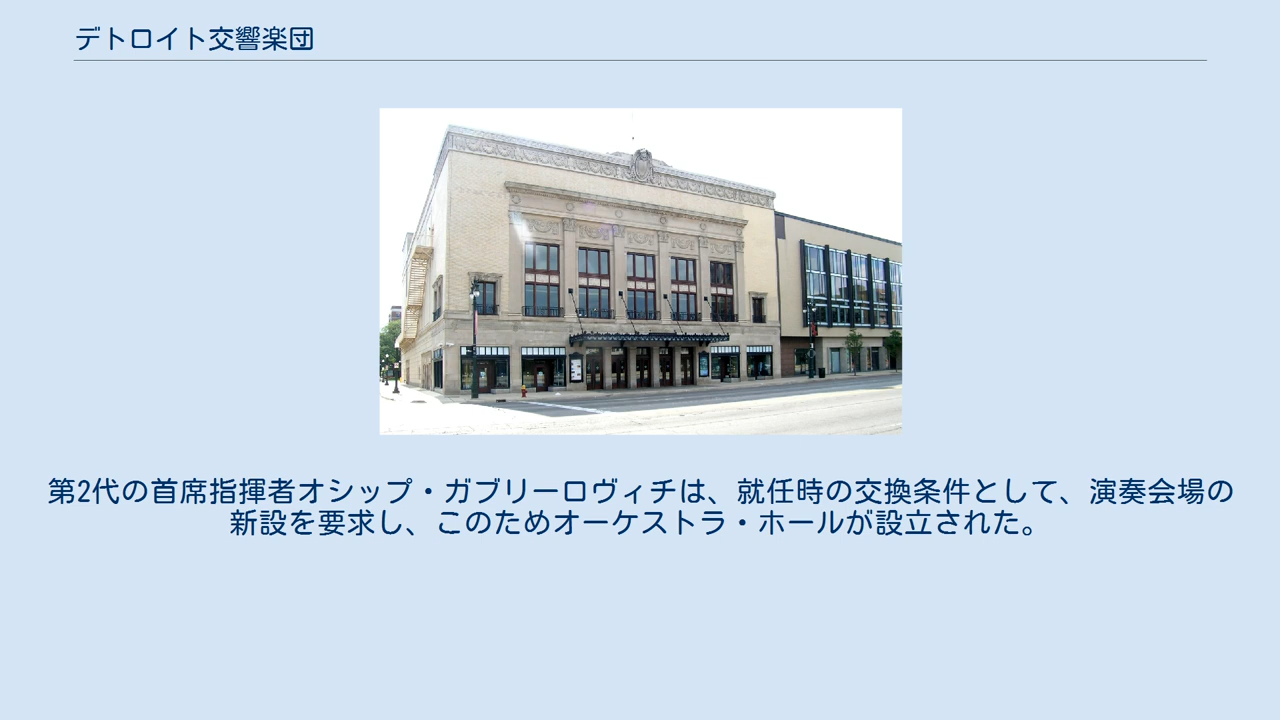 デトロイト交響楽団
第2代の首席指揮者オシップ・ガブリーロヴィチは、就任時の交換条件として、演奏会場の
新設を要求し、このためオーケストラ・ホールが設立された。